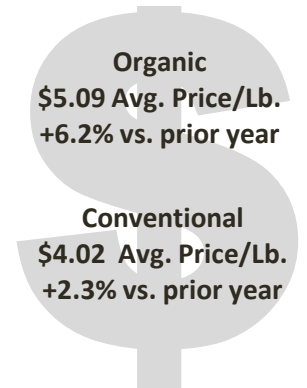 Organic
$5.09 Avg. Price/Lb.
+6.2% vs. prior year
Conventional
$4.02 Avg. Price/Lb.
+2.3% vs. prior year